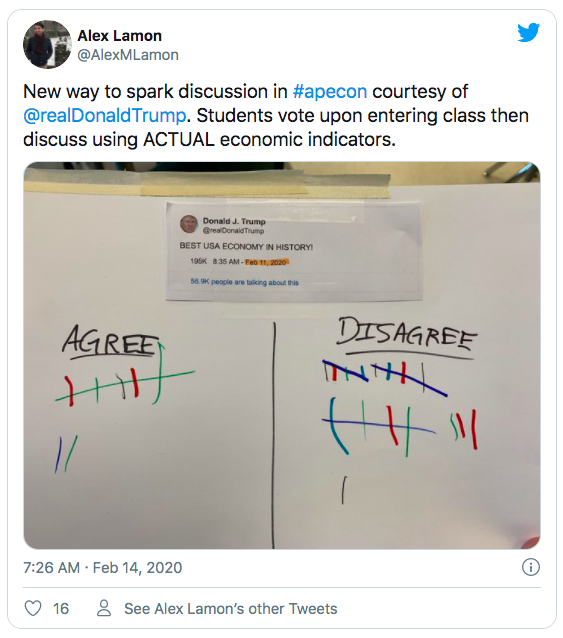 Alex Lamon
@AlexMLamon
New way to spark discussion in #apecon courtesy of
@realDonaldTrump. Students vote upon entering class then
discuss using ACTUAL economic indicators.
Donald J. Trump
@realDonaldTrump
BEST USA ECONOMY IN HISTORY!
195K 8:35 AM - Feb 11, 2020
56.9K people are talking about this
AGREE
DISAGREE
7:26 AM · Feb 14, 2020
16
See Alex Lamon's other Tweets